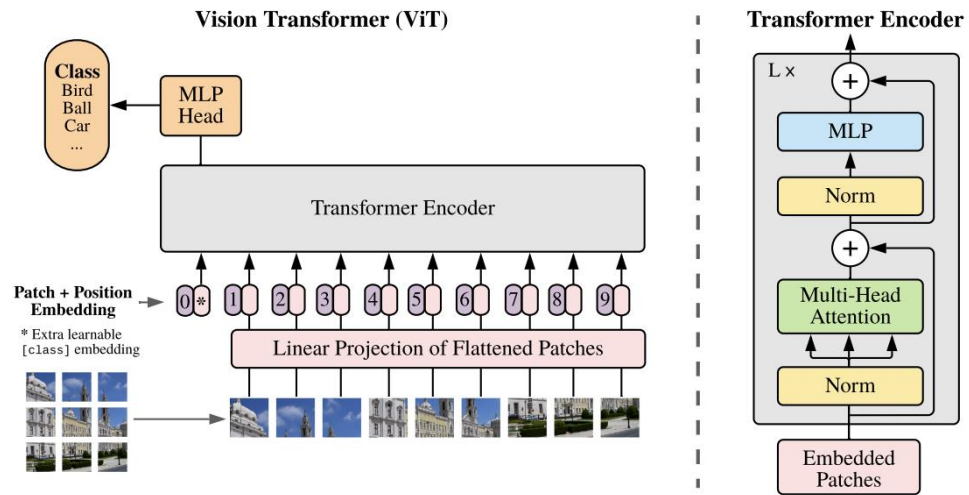 Vision Transformer (ViT)
Class
Bird
Ball
Car
...
MLP
Head
Transformer Encoder
Patch + Position
Embedding
0 * 1 2 3 4 5 6 7 8 9
* Extra learnable
[class] embedding
Linear Projection of Flattened Patches
Transformer Encoder
L ×
+
MLP
Norm
+
Multi-Head
Attention
Norm
Embedded
Patches